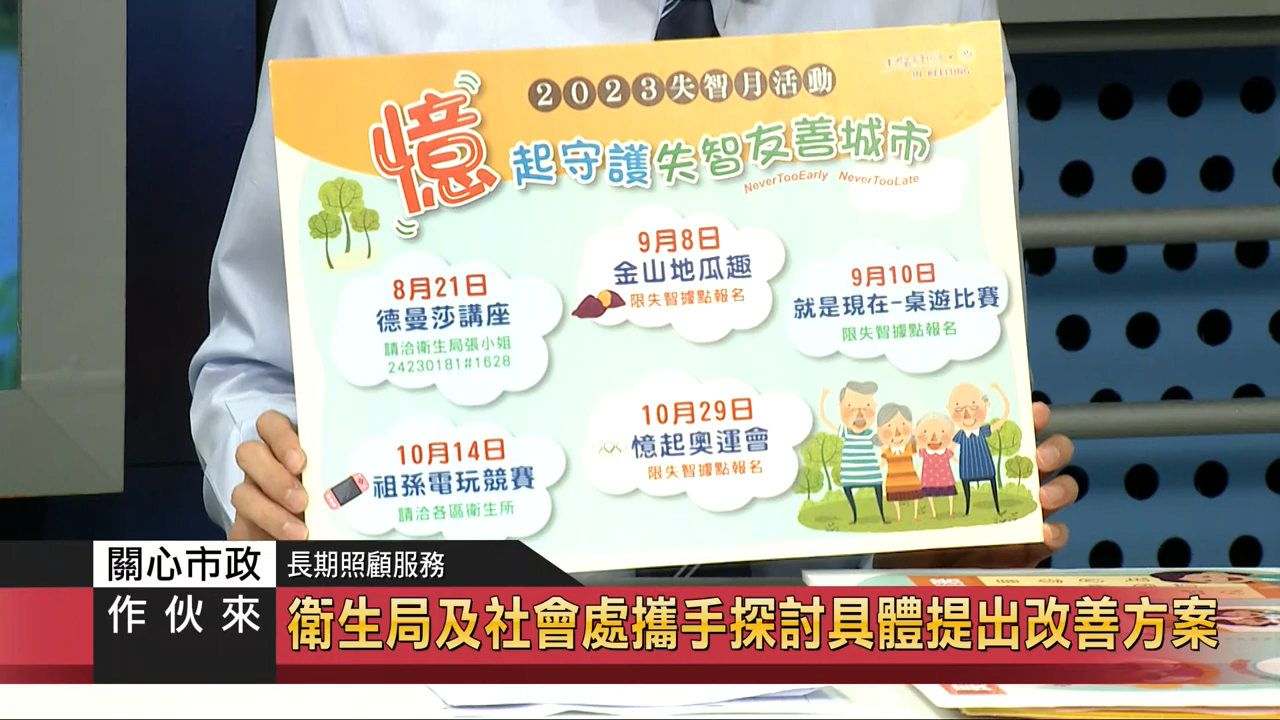 IN KEELUNG
2023失智月活動
憶起守護失智友善城市
NeverTooEarly NeverTooLate
8月21日
德曼莎講座
請洽衛生局張小姐
24230181#1628
9月8日
金山地瓜趣
限失智據點報名
9月10日
就是現在-桌遊比賽
限失智據點報名
10月14日
祖孫電玩競賽
請洽各區衛生所
10月29日
憶起奧運會
限失智據點報名
關心市政
作伙來
長期照顧服務
衛生局及社會處攜手探討具體提出改善方案